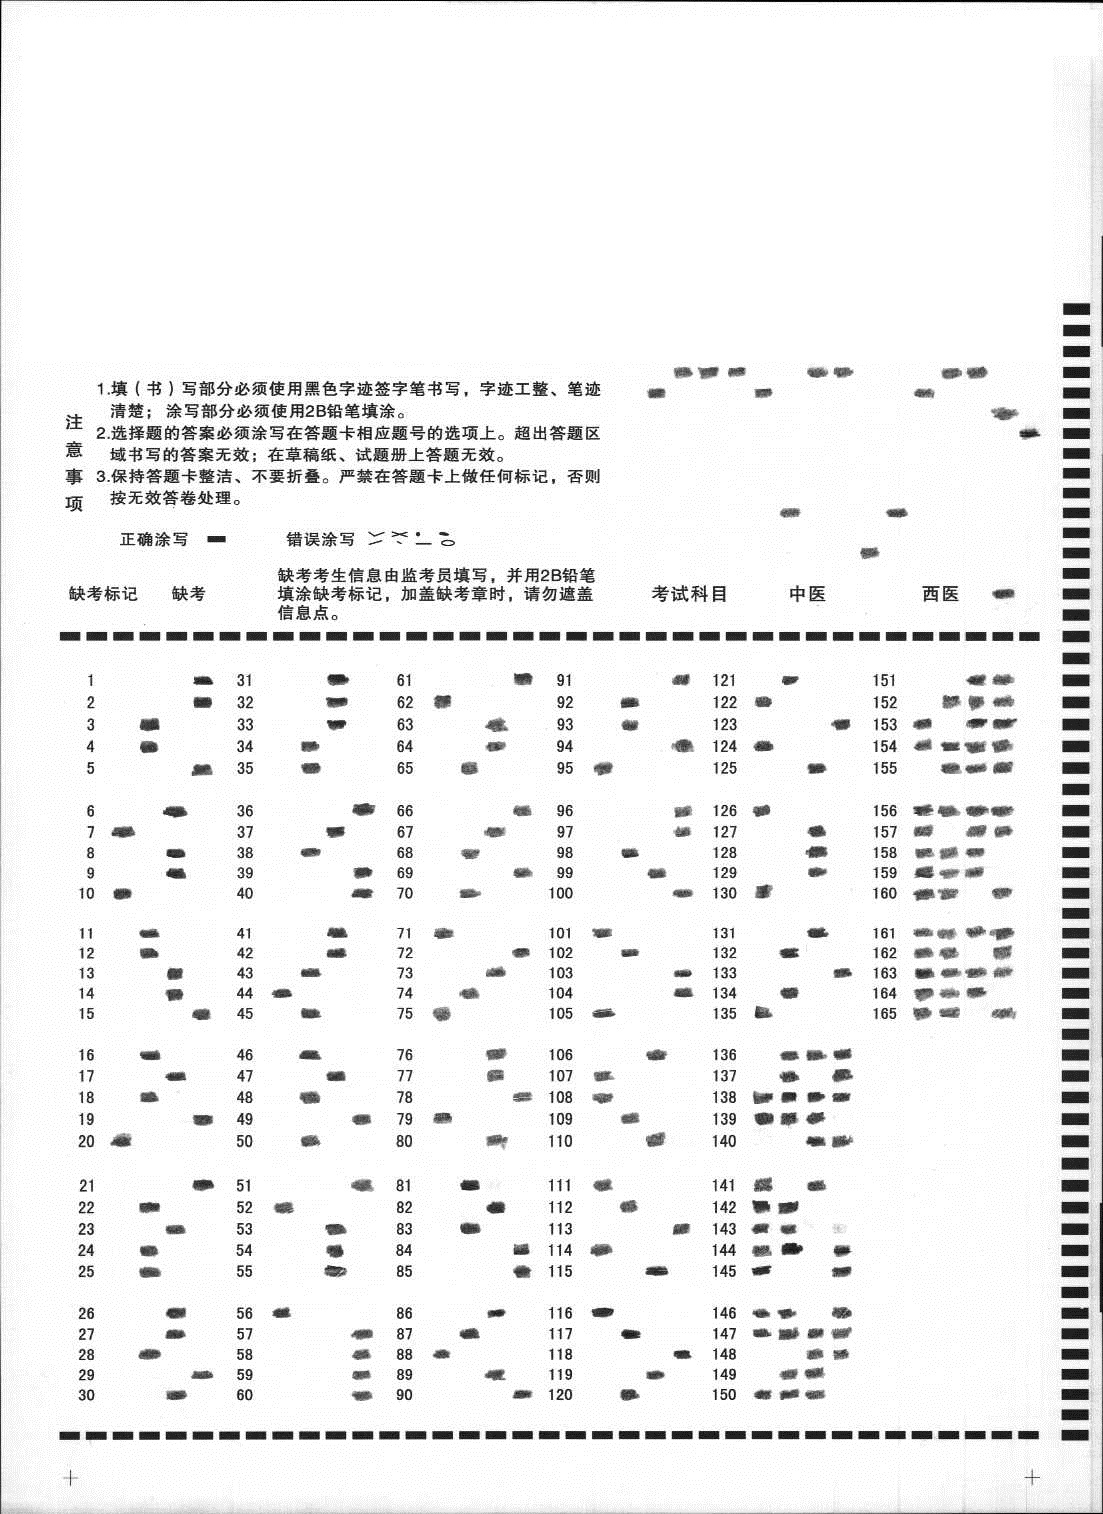 注意事项
1.填（书）写部分必须使用黑色字迹签字笔书写，字迹工整、笔迹
清楚； 涂写部分必须使用2B铅笔填涂。
2.选择题的答案必须涂写在答题卡相应题号的选项上。超出答题区
域书写的答案无效；在草稿纸、试题册上答题无效。
3.保持答题卡整洁、不要折叠。严禁在答题卡上做任何标记，否则
按无效答卷处理。
正确涂写 错误涂写
缺考考生信息由监考员填写，并用2B铅笔
缺考标记 缺考 填涂缺考标记，加盖缺考章时，请勿遮盖 考试科目 中医 西医
信息点。
1 31 61 91 121 151
2 32 62 92 122 152
3 33 63 93 123 153
4 34 64 94 124 154
5 35 65 95 125 155
6 36 66 96 126 156
7 37 67 97 127 157
8 38 68 98 128 158
9 39 69 99 129 159
10 40 70 100 130 160
11 41 71 101 131 161
12 42 72 102 132 162
13 43 73 103 133 163
14 44 74 104 134 164
15 45 75 105 135 165
16 46 76 106 136
17 47 77 107 137
18 48 78 108 138
19 49 79 109 139
20 50 80 110 140
21 51 81 111 141
22 52 82 112 142
23 53 83 113 143
24 54 84 114 144
25 55 85 115 145
26 56 86 116 146
27 57 87 117 147
28 58 88 118 148
29 59 89 119 149
30 60 90 120 150